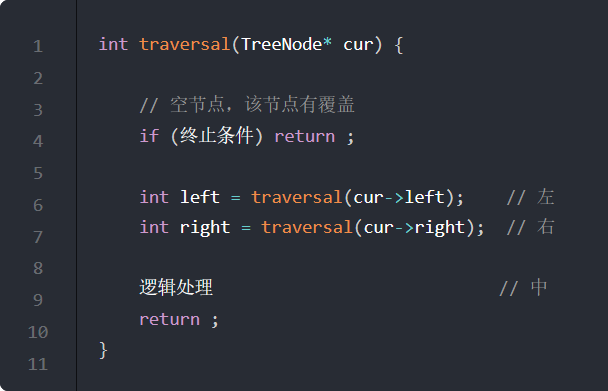 1 int traversal(TreeNode* cur) {
2
3 // 空节点，该节点有覆盖
4 if (终止条件) return ;
5
6 int left = traversal(cur->left);    // 左
7 int right = traversal(cur->right);  // 右
8
9 逻辑处理                            // 中
10 return ;
11 }